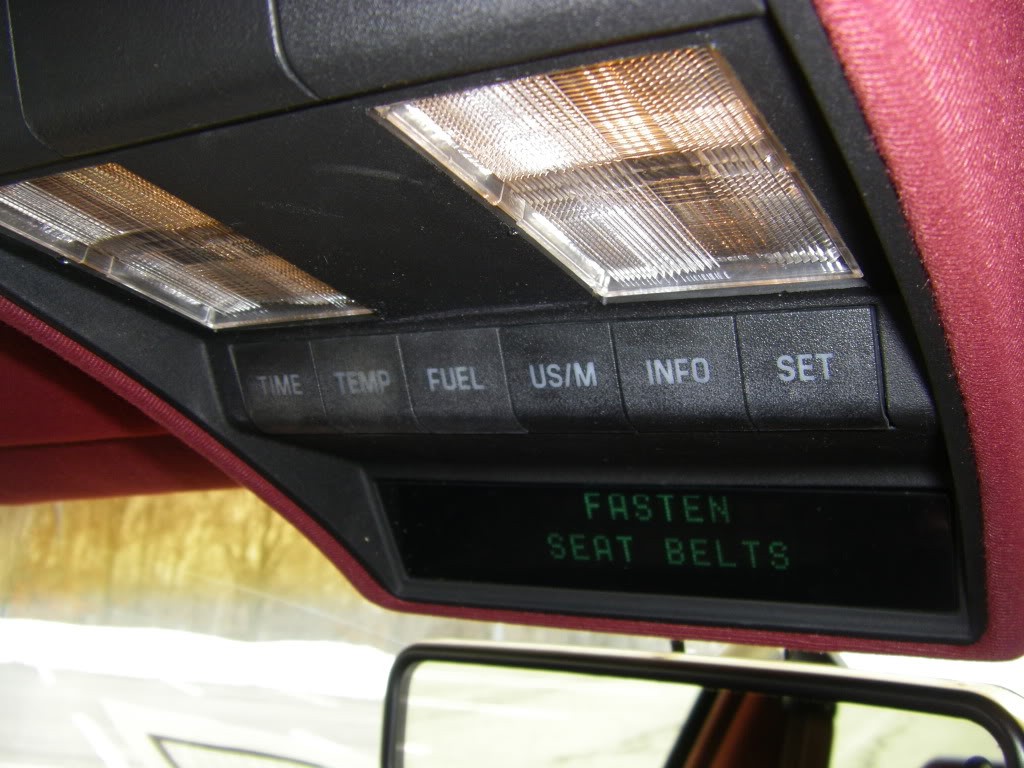 TIME TEMP FUEL US/M INFO SET
FASTEN
SEAT BELTS